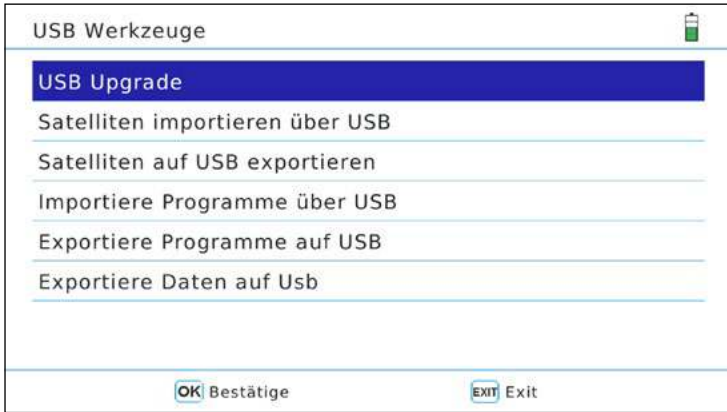 USB Werkzeuge
USB Upgrade
Satelliten importieren über USB
Satelliten auf USB exportieren
Importiere Programme über USB
Exportiere Programme auf USB
Exportiere Daten auf Usb
OK Bestätige EXIT Exit